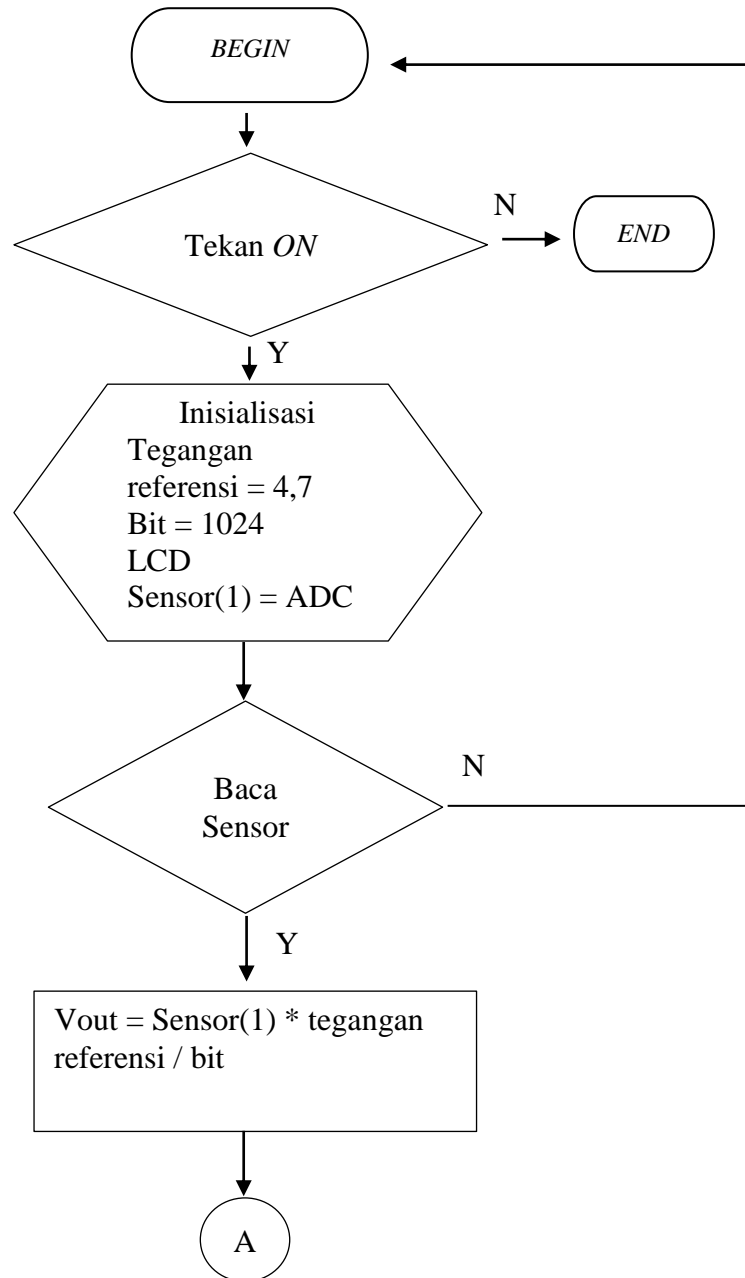 BEGIN
Tekan ON
N
END
Y
Inisialisasi
Tegangan
referensi = 4,7
Bit = 1024
LCD
Sensor(1) = ADC
Baca
Sensor
N
Y
Vout = Sensor(1) * tegangan
referensi / bit
A